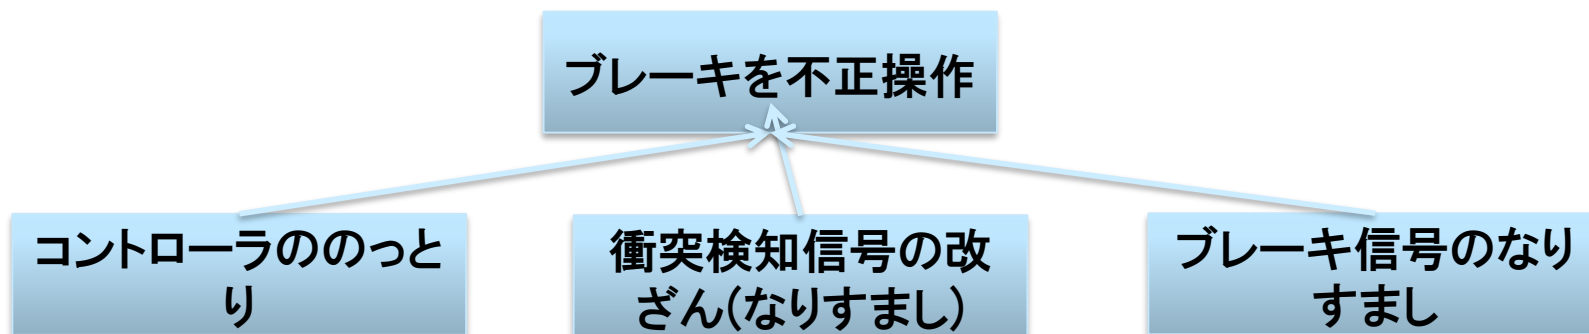 ブレーキを不正操作
コントローラののっと
り
衝突検知信号の改
ざん(なりすまし)
ブレーキ信号のなり
すまし